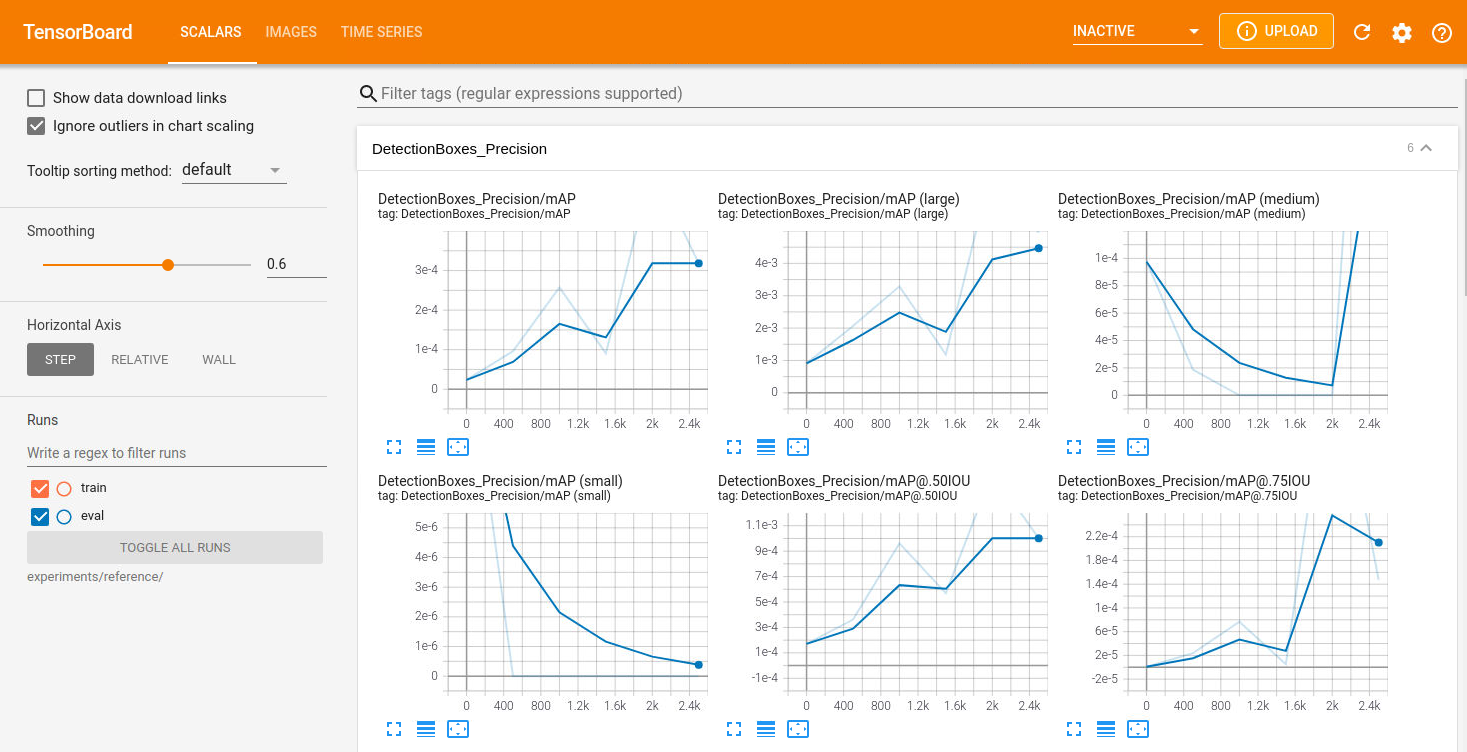 TensorBoard SCALARS IMAGES TIME SERIES INACTIVE UPLOAD
Show data download links
Ignore outliers in chart scaling
Tooltip sorting method: default
Smoothing
0.6
Horizontal Axis
STEP RELATIVE WALL
Runs
Write a regex to filter runs
train
eval
TOGGLE ALL RUNS
experiments/reference/
Filter tags (regular expressions supported)
DetectionBoxes_Precision 6
DetectionBoxes_Precision/mAP
tag: DetectionBoxes_Precision/mAP
3e-4
2e-4
1e-4
0
0 400 800 1.2k 1.6k 2k 2.4k
DetectionBoxes_Precision/mAP (large)
tag: DetectionBoxes_Precision/mAP (large)
4e-3
3e-3
2e-3
1e-3
0
0 400 800 1.2k 1.6k 2k 2.4k
DetectionBoxes_Precision/mAP (medium)
tag: DetectionBoxes_Precision/mAP (medium)
1e-4
8e-5
6e-5
4e-5
2e-5
0
0 400 800 1.2k 1.6k 2k 2.4k
DetectionBoxes_Precision/mAP (small)
tag: DetectionBoxes_Precision/mAP (small)
5e-6
4e-6
3e-6
2e-6
1e-6
0
0 400 800 1.2k 1.6k 2k 2.4k
DetectionBoxes_Precision/mAP@.50IOU
tag: DetectionBoxes_Precision/mAP@.50IOU
1.1e-3
9e-4
7e-4
5e-4
3e-4
1e-4
-1e-4
0 400 800 1.2k 1.6k 2k 2.4k
DetectionBoxes_Precision/mAP@.75IOU
tag: DetectionBoxes_Precision/mAP@.75IOU
2.2e-4
1.8e-4
1.4e-4
1e-4
6e-5
2e-5
-2e-5
0 400 800 1.2k 1.6k 2k 2.4k